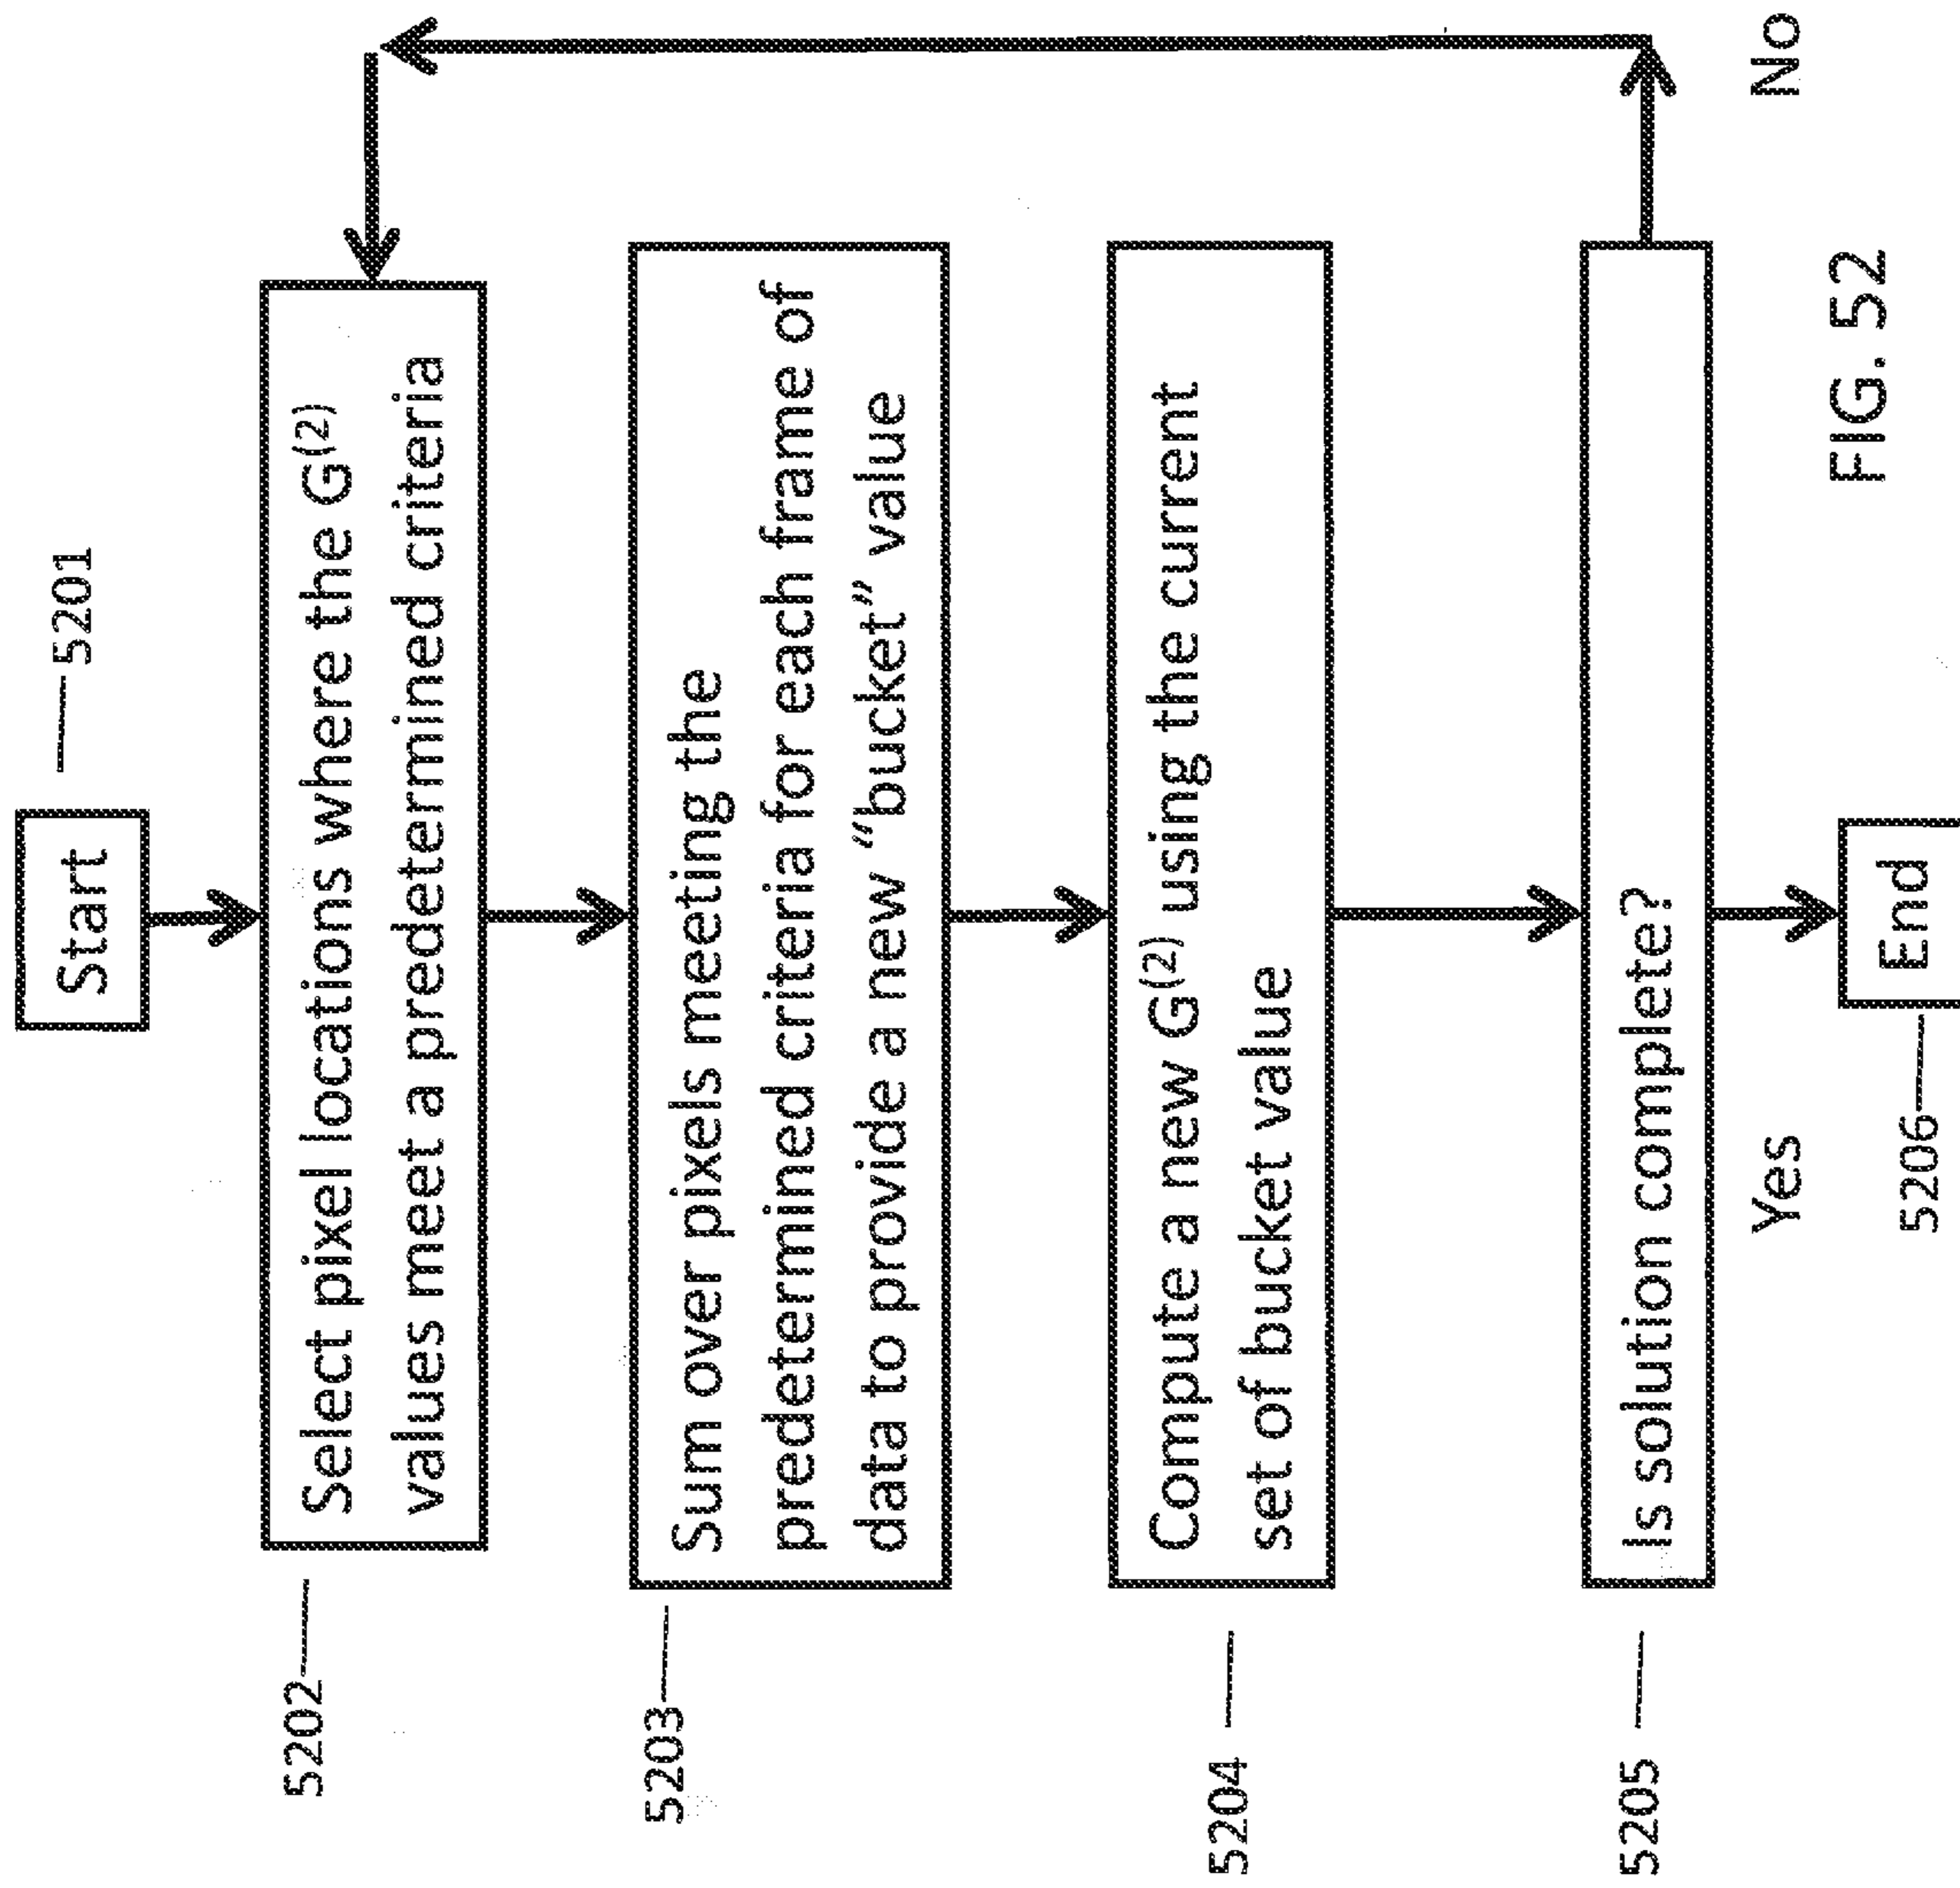 Start
5201
5202
Select pixel locations where the G(2)
values meet a predetermined criteria
5203
Sum over pixels meeting the
predetermined criteria for each frame of
data to provide a new “bucket” value
5204
Compute a new G(2) using the current
set of bucket value
5205
Is solution complete?
Yes
No
5206
End
FIG. 52